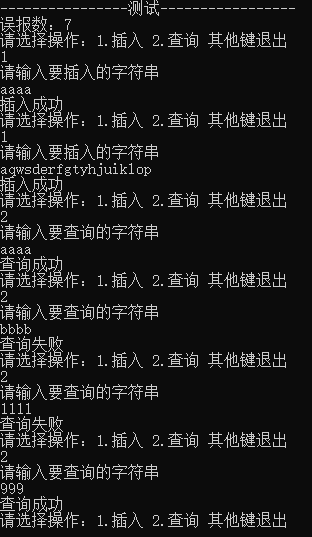 ----------------测试-----------------
误报数：7
请选择操作：1.插入 2.查询 其他键退出
1
请输入要插入的字符串
aaaa
插入成功
请选择操作：1.插入 2.查询 其他键退出
1
请输入要插入的字符串
aqwsderfgtyhjuiklop
插入成功
请选择操作：1.插入 2.查询 其他键退出
2
请输入要查询的字符串
aaaa
查询成功
请选择操作：1.插入 2.查询 其他键退出
2
请输入要查询的字符串
bbbb
查询失败
请选择操作：1.插入 2.查询 其他键退出
2
请输入要查询的字符串
1111
查询失败
请选择操作：1.插入 2.查询 其他键退出
2
请输入要查询的字符串
999
查询成功
请选择操作：1.插入 2.查询 其他键退出